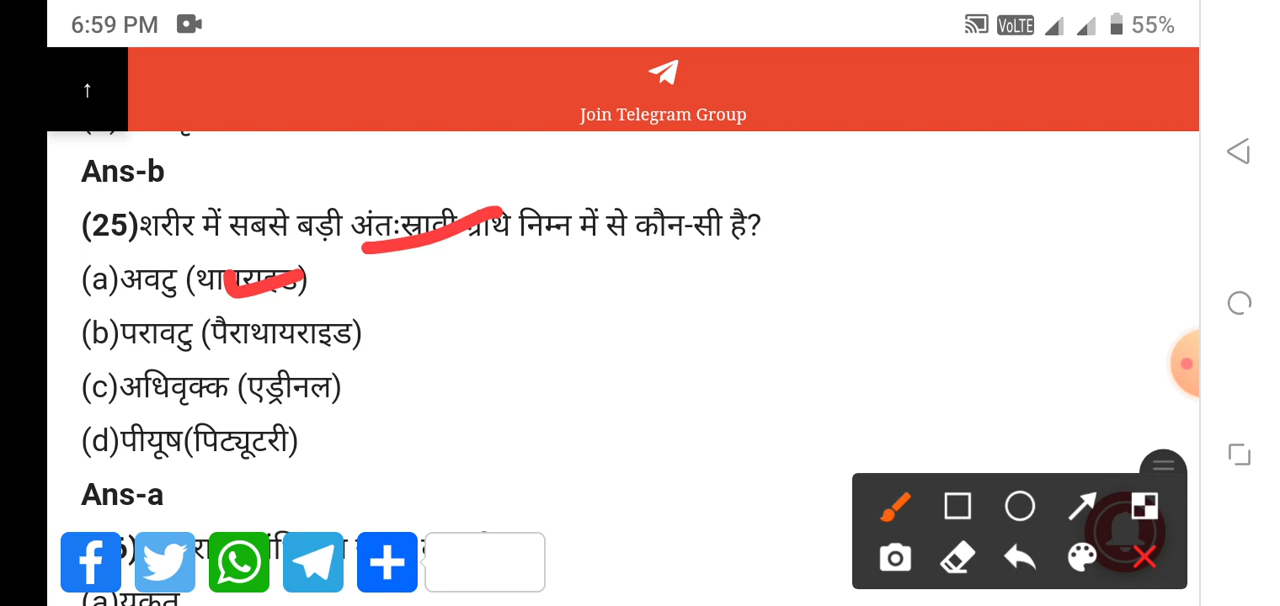 6:59 PM
VoLTE
55%
↑
Join Telegram Group
Ans-b
(25)शरीर में सबसे बड़ी अंतःस्रावी ग्रंथि निम्न में से कौन-सी है?
(a)अवटु (थायराइड)
(b)परावटु (पैराथायराइड)
(c)अधिवृक्क (एड्रीनल)
(d)पीयूष(पिट्यूटरी)
Ans-a
(a)यकृत